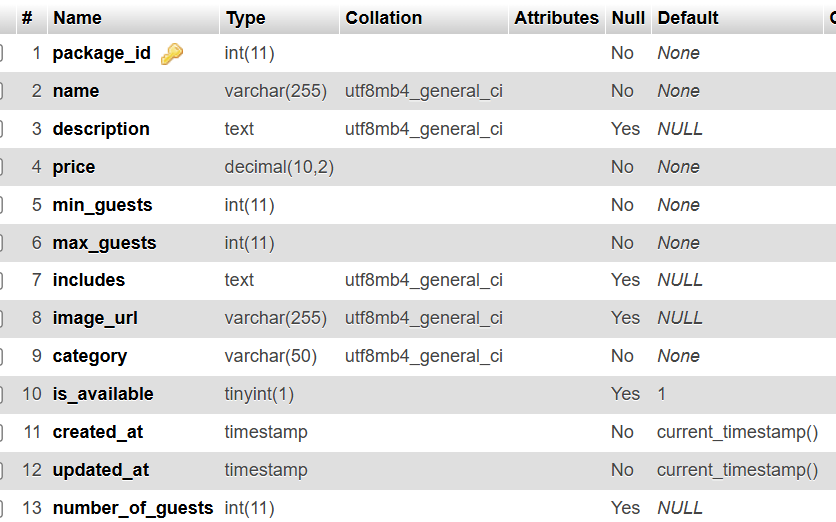 # Name Type Collation Attributes Null Default
1 package_id int(11) No None
2 name varchar(255) utf8mb4_general_ci No None
3 description text utf8mb4_general_ci Yes NULL
4 price decimal(10,2) No None
5 min_guests int(11) No None
6 max_guests int(11) No None
7 includes text utf8mb4_general_ci Yes NULL
8 image_url varchar(255) utf8mb4_general_ci Yes NULL
9 category varchar(50) utf8mb4_general_ci No None
10 is_available tinyint(1) Yes 1
11 created_at timestamp No current_timestamp()
12 updated_at timestamp No current_timestamp()
13 number_of_guests int(11) Yes NULL